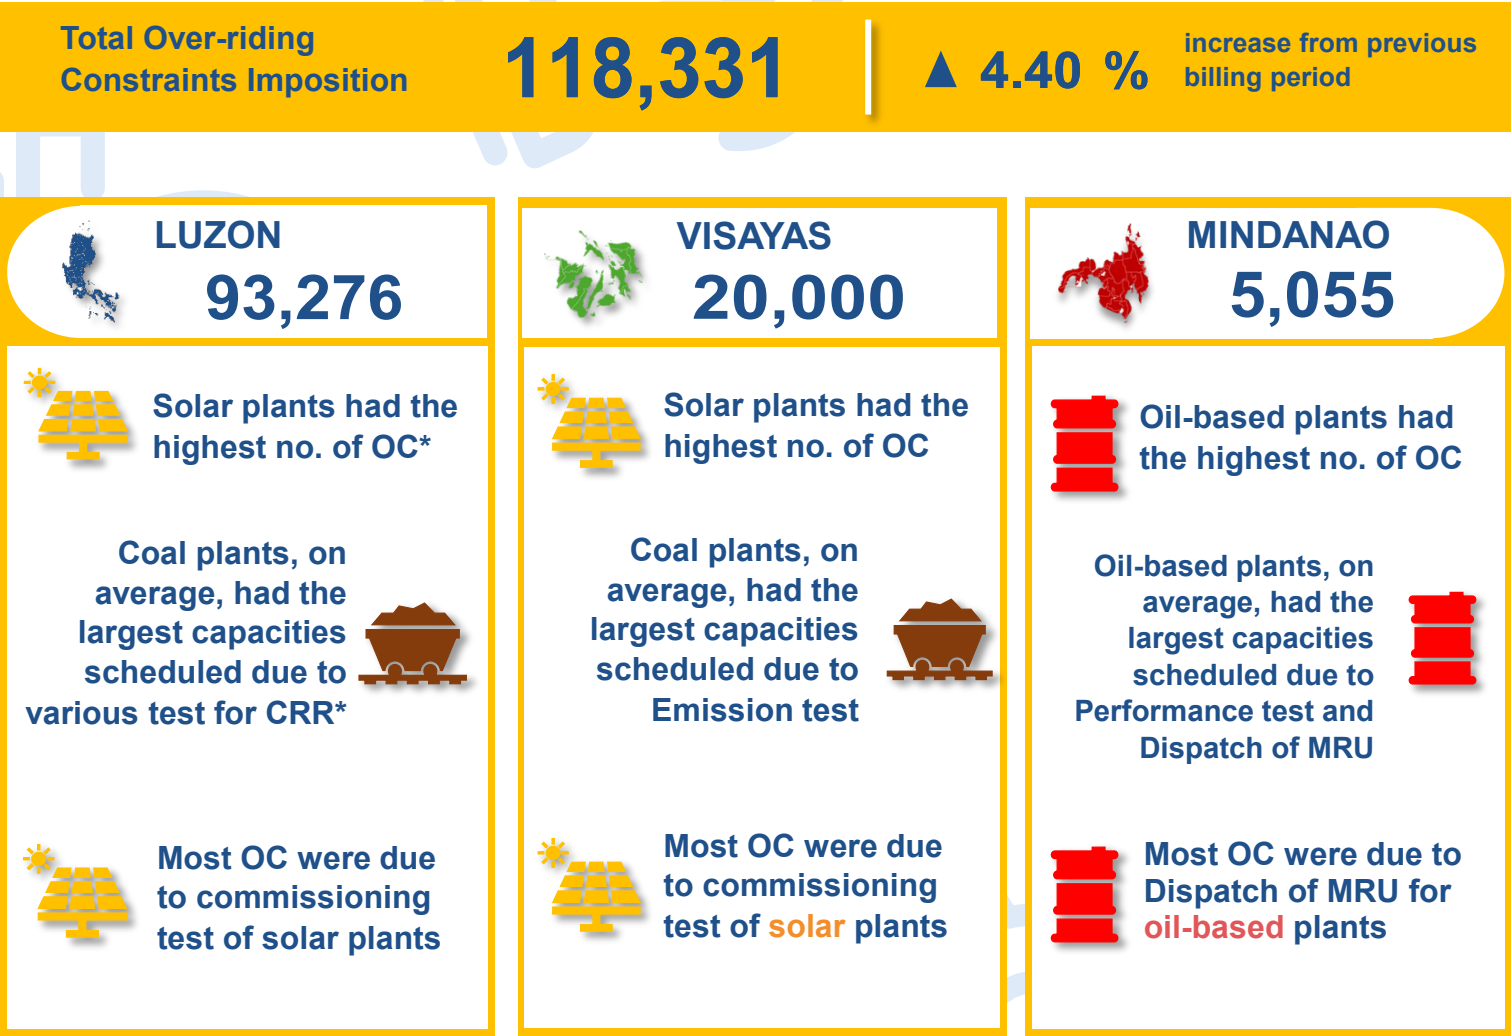 Total Over-riding
Constraints Imposition
118,331
▲ 4.40 %
increase from previous
billing period
LUZON
93,276
Solar plants had the
highest no. of OC*
Coal plants, on
average, had the
largest capacities
scheduled due to
various test for CRR*
Most OC were due
to commissioning
test of solar plants
VISAYAS
20,000
Solar plants had the
highest no. of OC
Coal plants, on
average, had the
largest capacities
scheduled due to
Emission test
Most OC were due
to commissioning
test of solar plants
MINDANAO
5,055
Oil-based plants had
the highest no. of OC
Oil-based plants, on
average, had the
largest capacities
scheduled due to
Performance test and
Dispatch of MRU
Most OC were due to
Dispatch of MRU for
oil-based plants